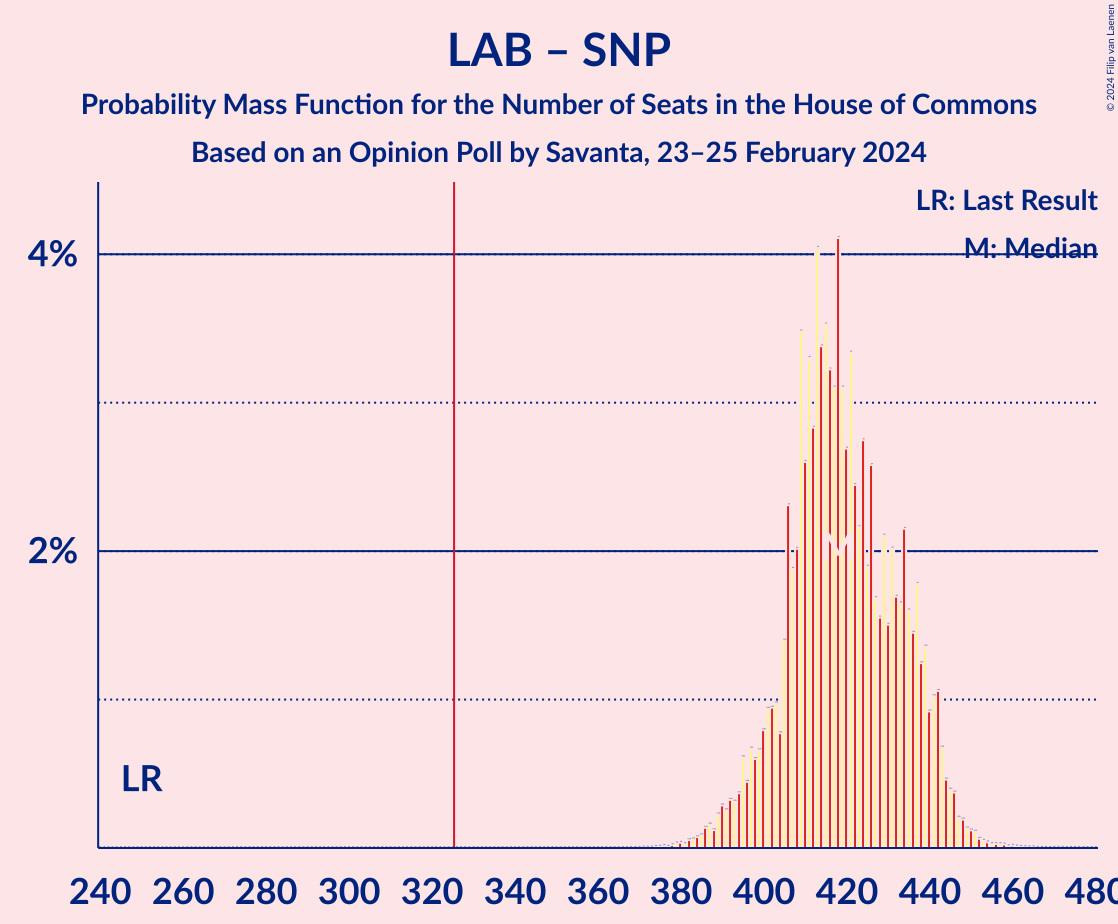 LAB – SNP
Probability Mass Function for the Number of Seats in the House of Commons
Based on an Opinion Poll by Savanta, 23–25 February 2024
© 2024 Filip van Laenen
LR: Last Result
M: Median
4%
2%
LR
M
240 260 280 300 320 340 360 380 400 420 440 460 480